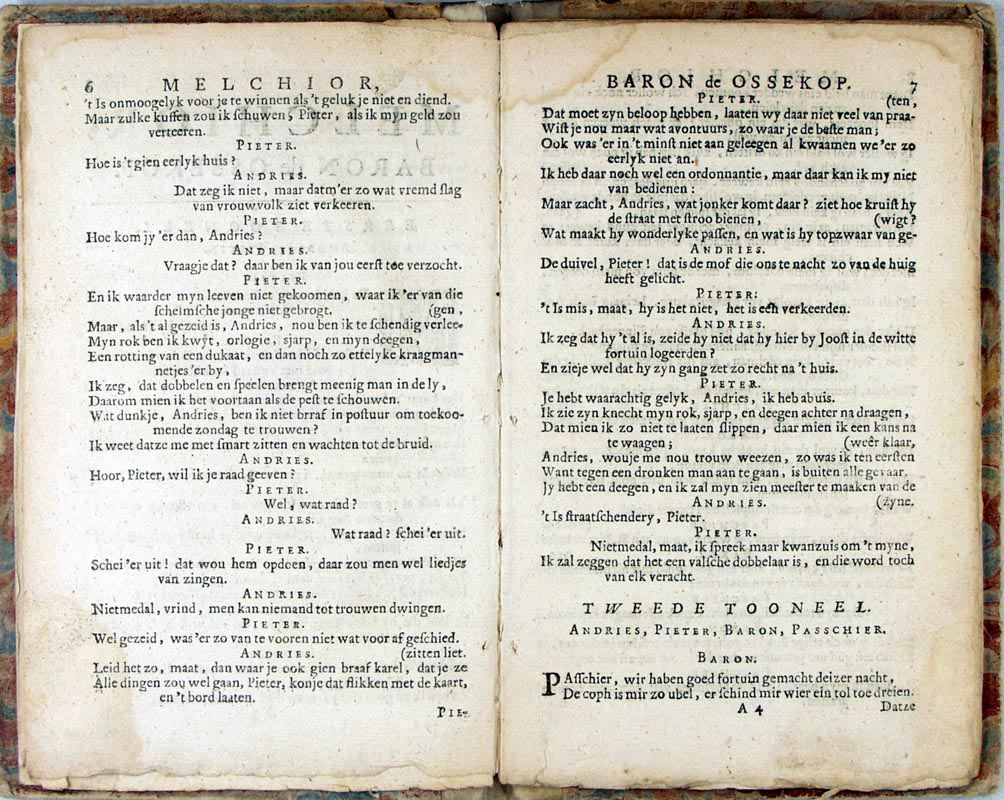 6 MELCHIOR,
't Is onmoogelyk voor je te winnen als 't geluk je niet en diend.
Maar zulke kuſſen zou ik ſchuwen, Pieter, als ik myn geld zou
verteeren.
PIETER.
Hoe is 't gien eerlyk huis?
ANDRIES.
Dat zeg ik niet, maar datm'er zo wat vremd ſlag
van vrouwvolk ziet verkeeren.
PIETER.
Hoe kom jy 'er dan, Andries?
ANDRIES.
Vraagje dat? daar ben ik van jou eerſt toe verzocht.
PIETER.
En ik waarder myn leeven niet gekoomen, waar ik 'er van die
ſchelmſche jonge niet gebrogt. (gen,
Maar, als 't al gezeid is, Andries, nou ben ik te ſchendig verlee-
Myn rok ben ik kwyt, orlogie, sjarp, en myn deegen,
Een rotting van een dukaat, en dan noch zo ettelyke kraagman-
netjes 'er by,
Ik zeg, dat dobbelen en ſpeelen brengt meenig man in de ly,
Daarom mien ik het voortaan als de peſt te ſchouwen.
Wat dunkje, Andries, ben ik niet brraf in poſtuur om toekoo-
mende zondag te trouwen?
Ik weet datze me met ſmart zitten en wachten tot de bruid.
ANDRIES.
Hoor, Pieter, wil ik je raad geeven?
PIETER.
Wel, wat raad?
ANDRIES.
Wat raad? ſchei 'er uit.
PIETER.
Schei 'er uit! dat wou hem opdoen, daar zou men wel liedjes
van zingen.
ANDRIES.
Nietmedal, vrind, men kan niemand tot trouwen dwingen.
PIETER.
Wel gezeid, was 'er zo van te vooren niet wat voor af geſchied.
ANDRIES. (zitten liet.
Leid het zo, maat, dan waar je ook gien braaf karel, dat je ze
Alle dingen zou wel gaan, Pieter, konje dat flikken met de kaart,
en 't bord laaten.
PIE-
BARON de OSSEKOP. 7
PIETER. (ten,
Dat moet zyn beloop hebben, laaten wy daar niet veel van praa-
Wiſt je nou maar wat avontuurs, zo waar je de beſte man;
Ook was 'er in 't minſt niet aan geleegen al kwaamen we 'er zo
eerlyk niet an.
Ik heb daar noch wel een ordonnantie, maar daar kan ik my niet
van bedienen:
Maar zacht, Andries, wat jonker komt daar? ziet hoe kruiſt hy
de ſtraat met ſtroo bienen, (wigt?
Wat maakt hy wonderlyke paſſen, en wat is hy topzwaar van ge-
ANDRIES.
De duivel, Pieter! dat is de mof die ons te nacht zo van de huig
heeft gelicht.
PIETER:
't Is mis, maat, hy is het niet, het is een verkeerden.
ANDRIES.
Ik zeg dat hy 't al is, zeide hy niet dat hy hier by Jooſt in de witte
fortuin logeerden?
En zieje wel dat hy zyn gang zet zo recht na 't huis.
PIETER.
Je hebt waarachtig gelyk, Andries, ik heb abuis.
Ik zie zyn knecht myn rok, sjarp, en deegen achter na draagen,
Dat mien ik zo niet te laaten ſlippen, daar mien ik een kans na
te waagen; (weêr klaar,
Andries, wouje me nou trouw weezen, zo was ik ten eerſten
Want tegen een dronken man aan te gaan, is buiten alle gevaar.
Jy hebt een deegen, en ik zal myn zien meeſter te maaken van de
ANDRIES. (zyne.
't Is ſtraatſchendery, Pieter.
PIETER.
Nietmedal, maat, ik ſpreek maar kwanzuis om 't myne,
Ik zal zeggen dat het een valſche dobbelaar is, en die word toch
van elk veracht.
TWEEDE TOONEEL.
ANDRIES, PIETER, BARON, PASSCHIER.
BARON:
PAſſchier, wir haben goed fortuin gemacht deizer nacht,
De coph is mir zo ubel, er ſchind mir wier ein tol toe dreien.
A 4 Datze